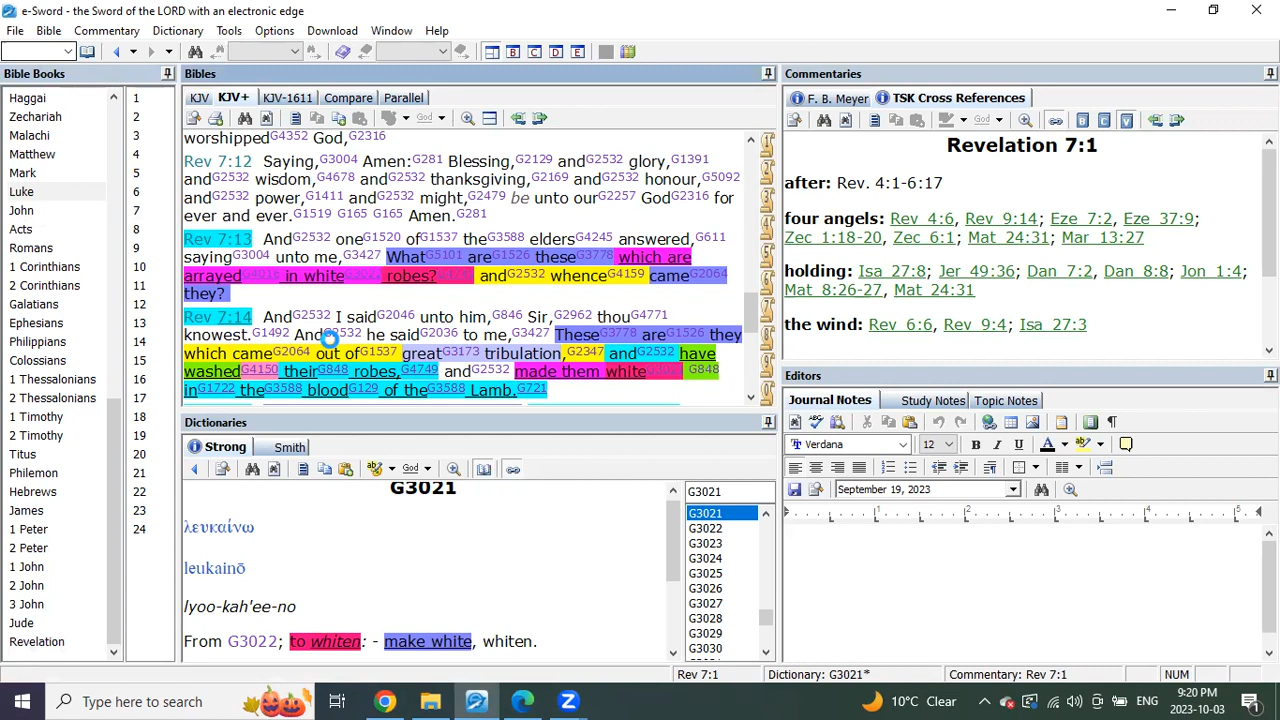 e-Sword - the Sword of the LORD with an electronic edge
File Bible Commentary Dictionary Tools Options Download Window Help
Bible Books
Haggai
Zechariah
Malachi
Matthew
Mark
Luke
John
Acts
Romans
1 Corinthians
2 Corinthians
Galatians
Ephesians
Philippians
Colossians
1 Thessalonians
2 Thessalonians
1 Timothy
2 Timothy
Titus
Philemon
Hebrews
James
1 Peter
2 Peter
1 John
2 John
3 John
Jude
Revelation
1
2
3
4
5
6
7
8
9
10
11
12
13
14
15
16
17
18
19
20
21
22
23
24
Bibles
KJV KJV+ KJV-1611 Compare Parallel
God
worshipped G4352 God, G2316
Rev 7:12 Saying, G3004 Amen: G281 Blessing, G2129 and G2532 glory, G1391
and G2532 wisdom, G4678 and G2532 thanksgiving, G2169 and G2532 honour, G5092
and G2532 power, G1411 and G2532 might, G2479 be unto our G2257 God G2316 for
ever and ever. G1519 G165 G165 Amen. G281
Rev 7:13 And G2532 one G1520 of G1537 the G3588 elders G4245 answered, G611
saying G3004 unto me, G3427 What G5101 are G1526 these G3778 which are
arrayed G4016 in white G3022 robes? and G2532 whence G4159 came G2064
they?
Rev 7:14 And G2532 I said G2046 unto him, G846 Sir, G2962 thou G4771
knowest. G1492 And G2532 he said G2036 to me, G3427 These G3778 are G1526 they
which came G2064 out of G1537 great G3173 tribulation, G2347 and G2532 have
washed G4150 their G848 robes, G4749 and made them white G3021 G848
in G1722 the G3588 blood G129 of the G3588 Lamb. G721
Dictionaries
Strong Smith
God
G3021
λευκαίνω
leukainō
lyoo-kah'ee-no
From G3022; to whiten: - make white, whiten.
G3021
G3021
G3022
G3023
G3024
G3025
G3026
G3027
G3028
G3029
G3030
Commentaries
F. B. Meyer TSK Cross References
God
Revelation 7:1
after: Rev. 4:1-6:17
four angels: Rev 4:6, Rev 9:14; Eze 7:2, Eze 37:9;
Zec 1:18-20, Zec 6:1; Mat 24:31; Mar 13:27
holding: Isa 27:8; Jer 49:36; Dan 7:2, Dan 8:8; Jon 1:4;
Mat 8:26-27, Mat 24:31
the wind: Rev 6:6, Rev 9:4; Isa 27:3
Editors
Journal Notes Study Notes Topic Notes
Verdana 12 B I U A
September 19, 2023
1 2 3 4 5
Rev 7:1 Dictionary: G3021* Commentary: Rev 7:1 NUM
Type here to search
10°C Clear
ENG
9:20 PM
2023-10-03
1